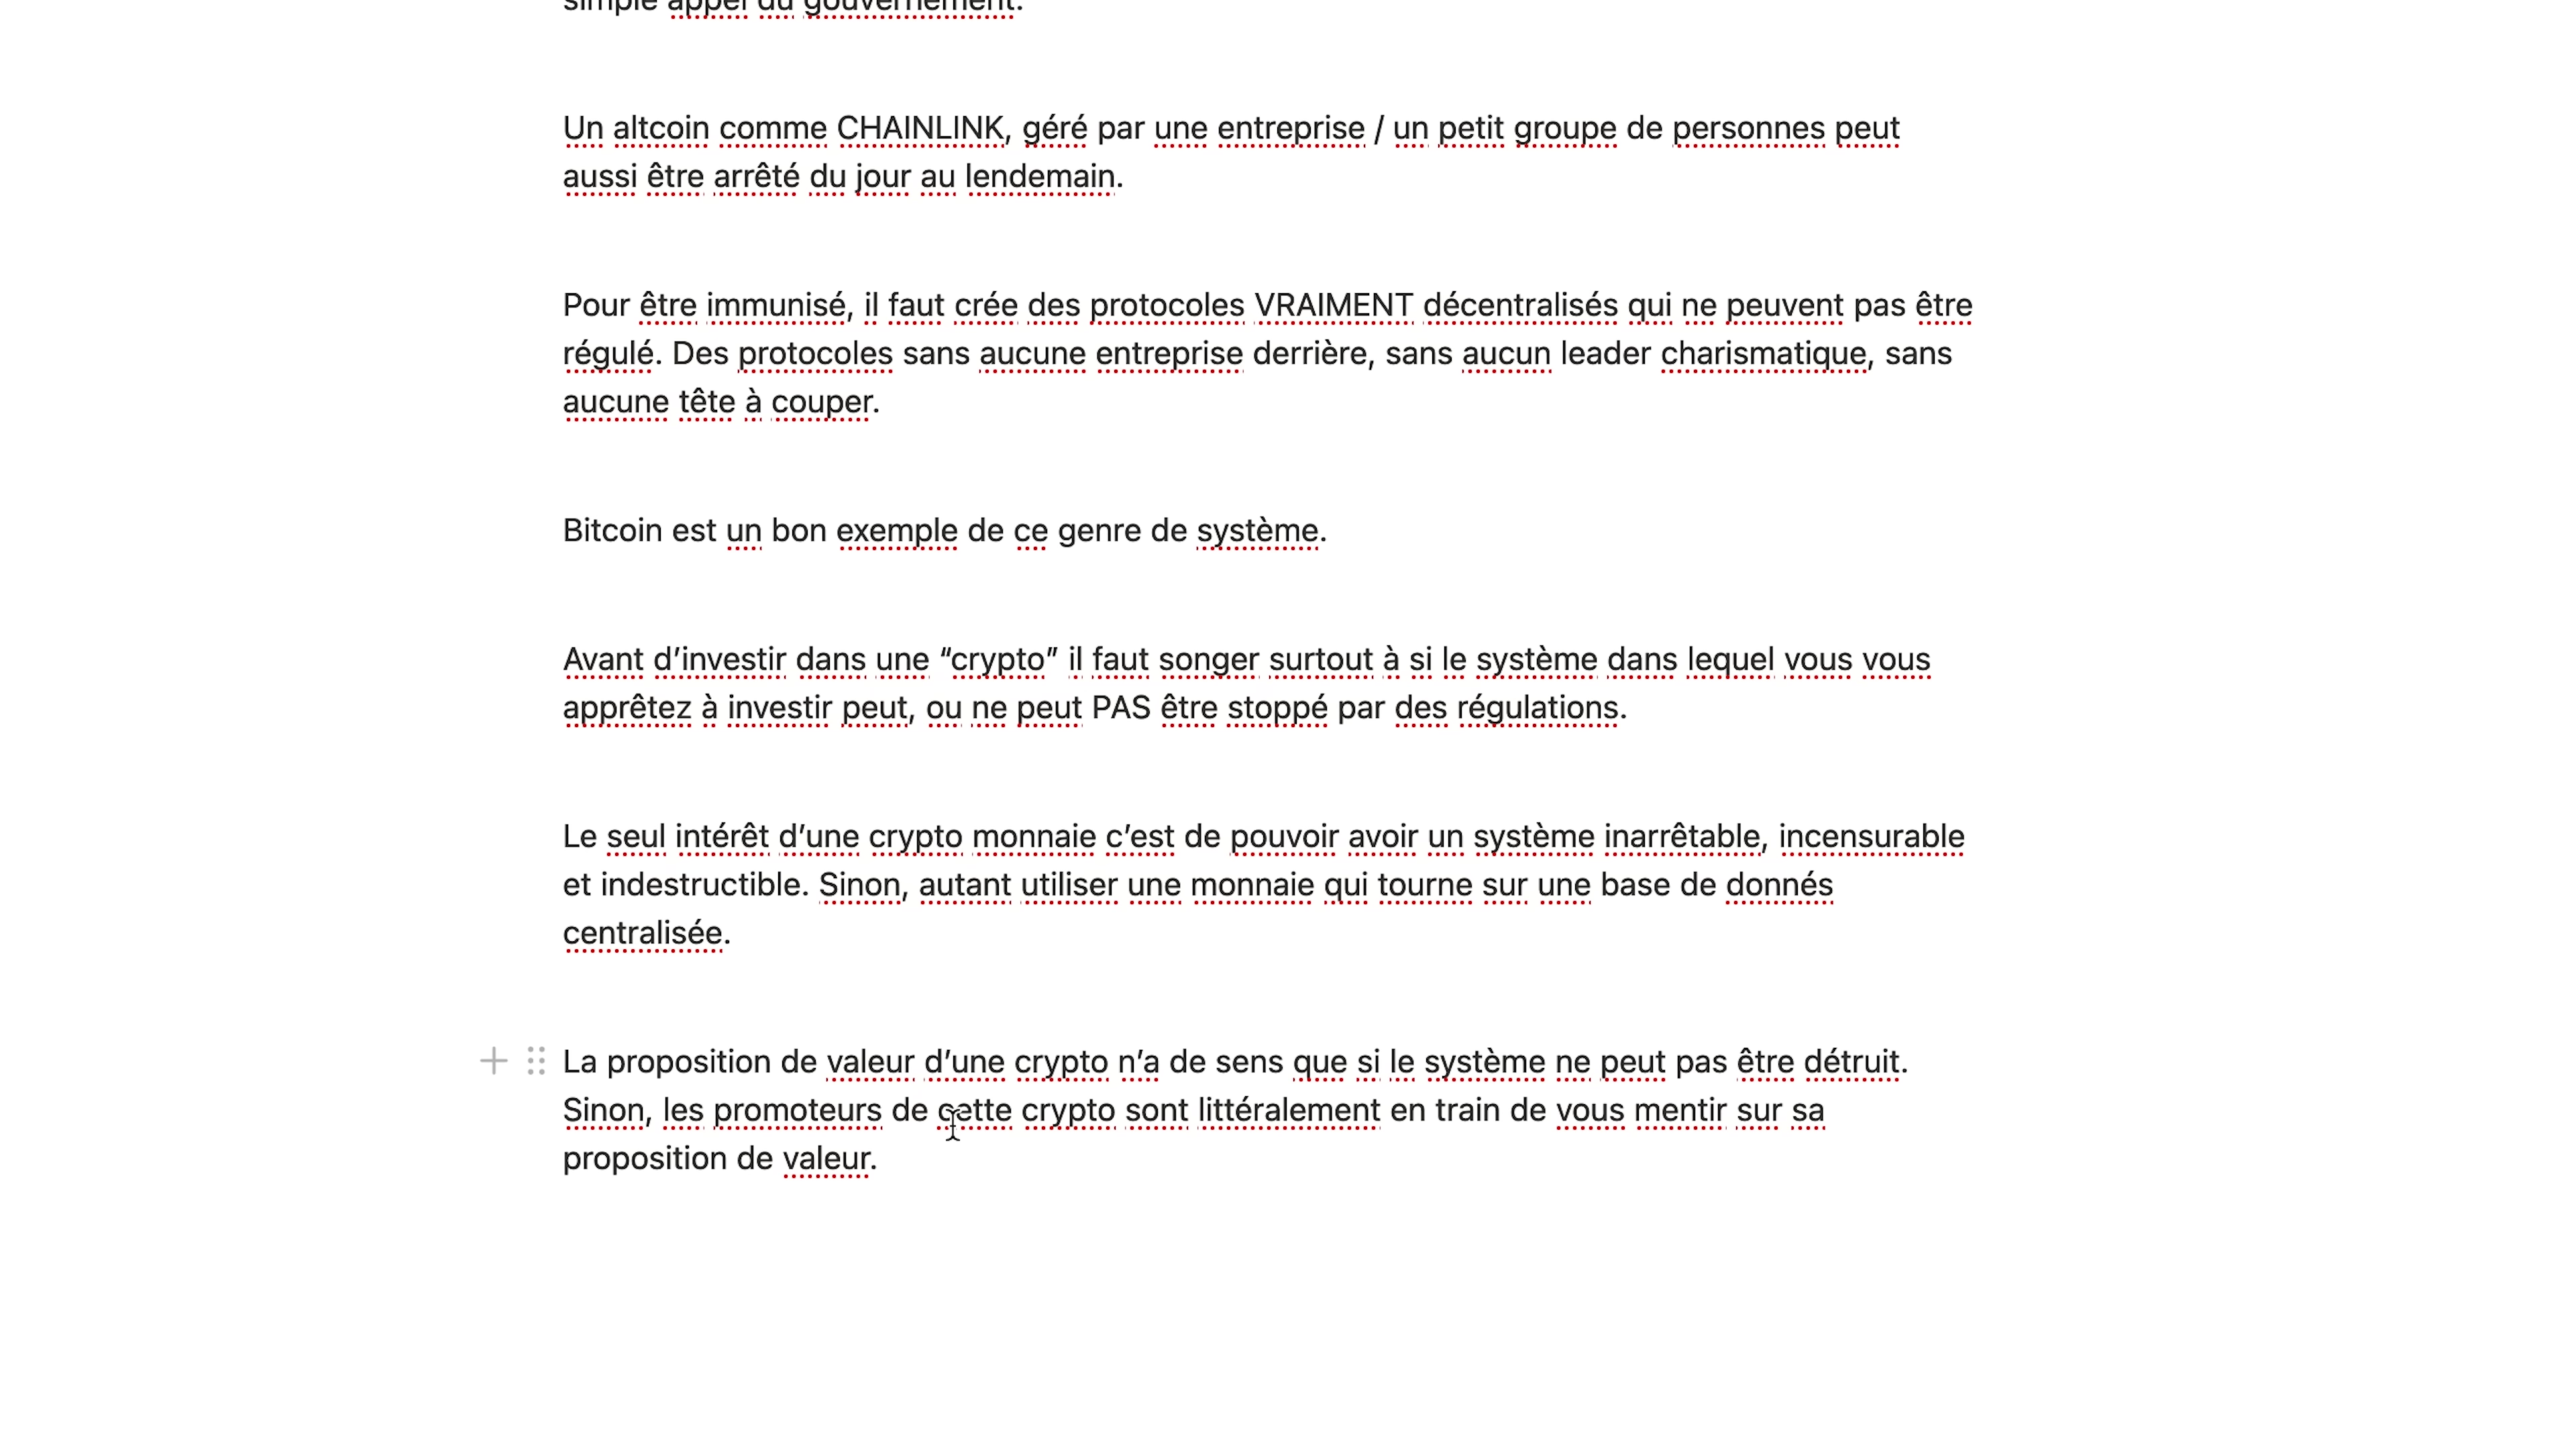 simple appel du gouvernement.
Un altcoin comme CHAINLINK, géré par une entreprise / un petit groupe de personnes peut
aussi être arrêté du jour au lendemain.
Pour être immunisé, il faut crée des protocoles VRAIMENT décentralisés qui ne peuvent pas être
régulé. Des protocoles sans aucune entreprise derrière, sans aucun leader charismatique, sans
aucune tête à couper.
Bitcoin est un bon exemple de ce genre de système.
Avant d’investir dans une “crypto” il faut songer surtout à si le système dans lequel vous vous
apprêtez à investir peut, ou ne peut PAS être stoppé par des régulations.
Le seul intérêt d’une crypto monnaie c’est de pouvoir avoir un système inarrêtable, incensurable
et indestructible. Sinon, autant utiliser une monnaie qui tourne sur une base de donnés
centralisée.
La proposition de valeur d’une crypto n’a de sens que si le système ne peut pas être détruit.
Sinon, les promoteurs de cette crypto sont littéralement en train de vous mentir sur sa
proposition de valeur.